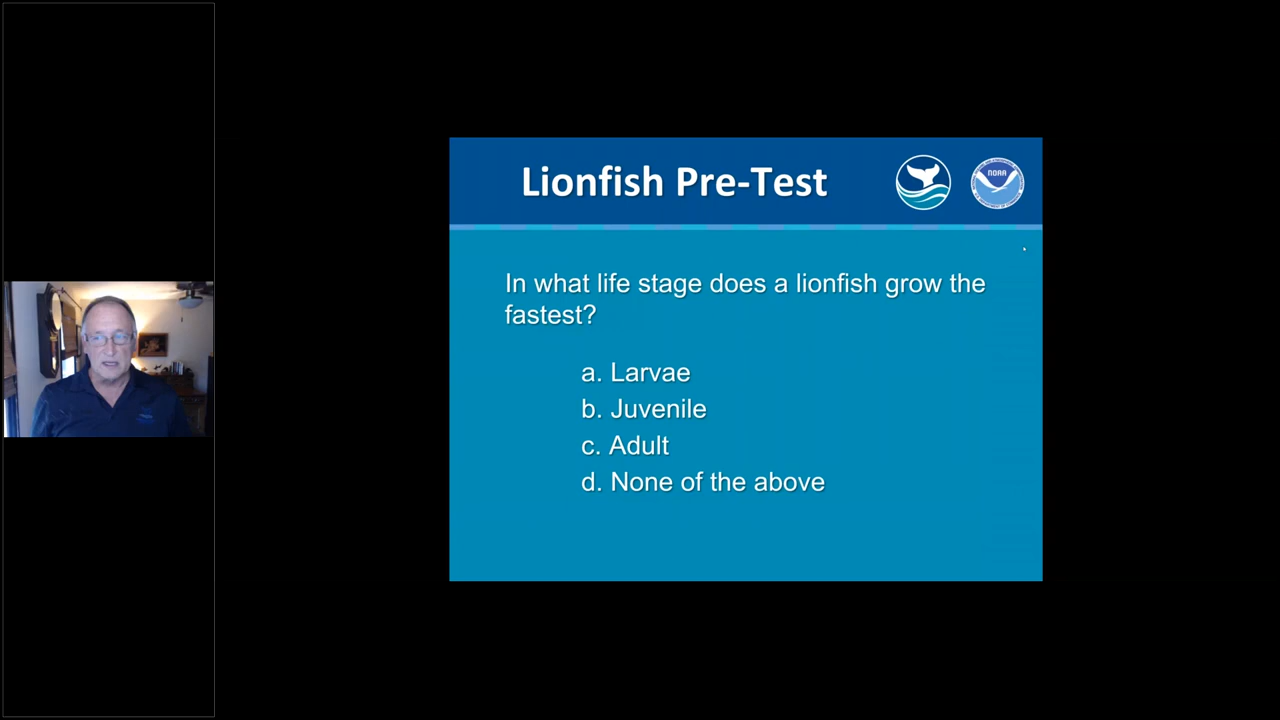 Lionfish Pre-Test
NOAA
In what life stage does a lionfish grow the
fastest?
a. Larvae
b. Juvenile
c. Adult
d. None of the above